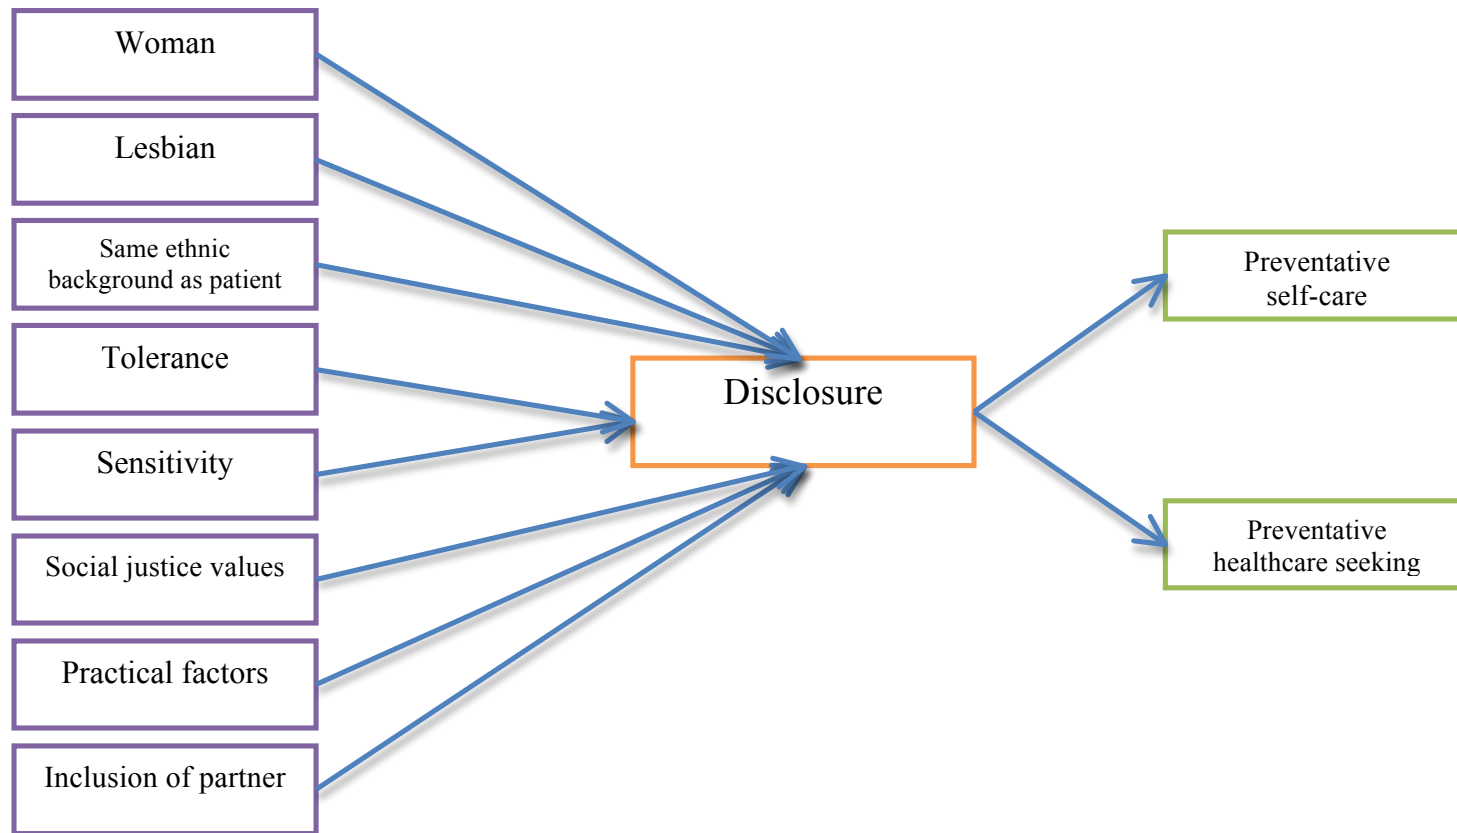 Woman
Lesbian
Same ethnic
background as patient
Tolerance
Sensitivity
Social justice values
Practical factors
Inclusion of partner
Disclosure
Preventative
self-care
Preventative
healthcare seeking